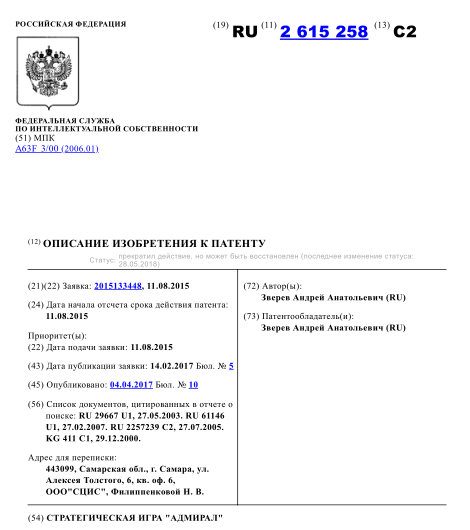 РОССИЙСКАЯ ФЕДЕРАЦИЯ
(19) RU (11) 2 615 258 (13) C2
ФЕДЕРАЛЬНАЯ СЛУЖБА
ПО ИНТЕЛЛЕКТУАЛЬНОЙ СОБСТВЕННОСТИ
(51) МПК
A63F 3/00 (2006.01)
(12) ОПИСАНИЕ ИЗОБРЕТЕНИЯ К ПАТЕНТУ
Статус: прекратил действие, но может быть восстановлен (последнее изменение статуса:
28.05.2018)
(21)(22) Заявка: 2015133448, 11.08.2015
(24) Дата начала отсчета срока действия патента:
11.08.2015
Приоритет(ы):
(22) Дата подачи заявки: 11.08.2015
(43) Дата публикации заявки: 14.02.2017 Бюл. № 5
(45) Опубликовано: 04.04.2017 Бюл. № 10
(56) Список документов, цитированных в отчете о
поиске: RU 29667 U1, 27.05.2003. RU 61146
U1, 27.02.2007. RU 2257239 C2, 27.07.2005.
KG 411 C1, 29.12.2000.
Адрес для переписки:
443099, Самарская обл., г. Самара, ул.
Алексея Толстого, 6, кв. оф. 6,
ООО"СЦИС", Филиппенковой Н. В.
(72) Автор(ы):
Зверев Андрей Анатольевич (RU)
(73) Патентообладатель(и):
Зверев Андрей Анатольевич (RU)
(54) СТРАТЕГИЧЕСКАЯ ИГРА "АДМИРАЛ"